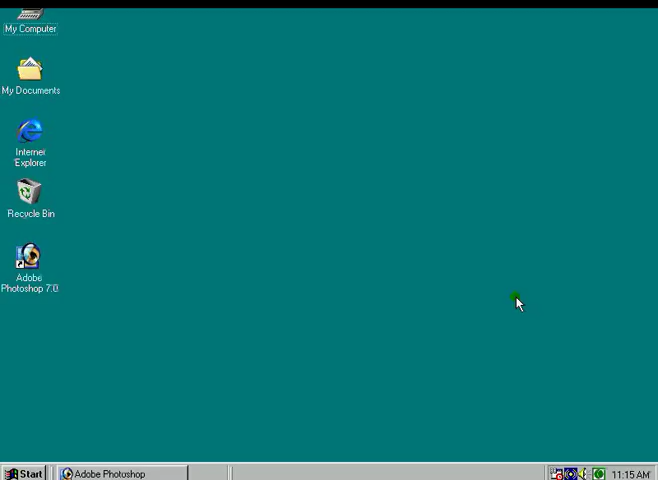 My Computer
My Documents
Internet
Explorer
Recycle Bin
Adobe
Photoshop 7.0
Start
Adobe Photoshop
11:15 AM